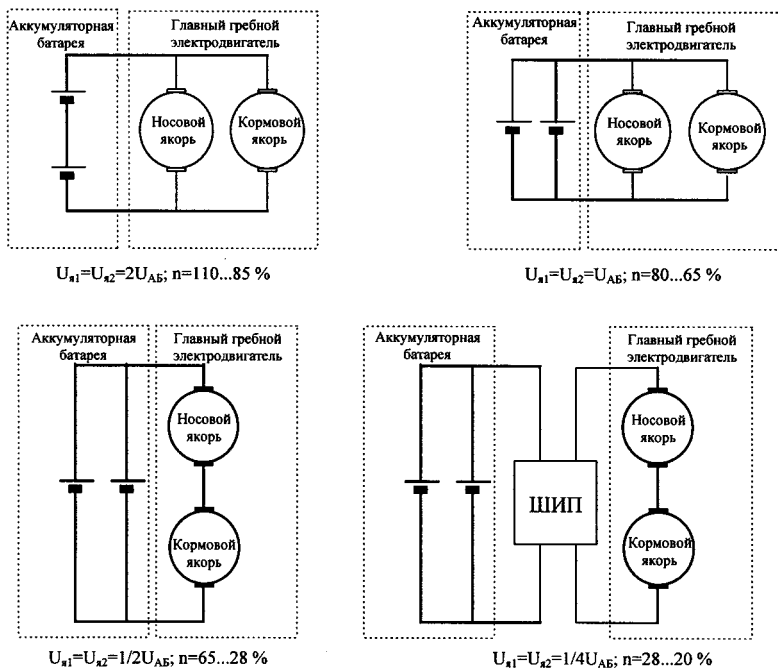 Аккумуляторная
батарея
Главный гребной
электродвигатель
Носовой
якорь
Кормовой
якорь
Uя1=Uя2=2UАБ; n=110...85 %
Аккумуляторная
батарея
Главный гребной
электродвигатель
Носовой
якорь
Кормовой
якорь
Uя1=Uя2=UАБ; n=80...65 %
Аккумуляторная
батарея
Главный гребной
электродвигатель
Носовой
якорь
Кормовой
якорь
Uя1=Uя2=1/2UАБ; n=65...28 %
Аккумуляторная
батарея
Главный гребной
электродвигатель
Носовой
якорь
ШИП
Кормовой
якорь
Uя1=Uя2=1/4UАБ; n=28...20 %